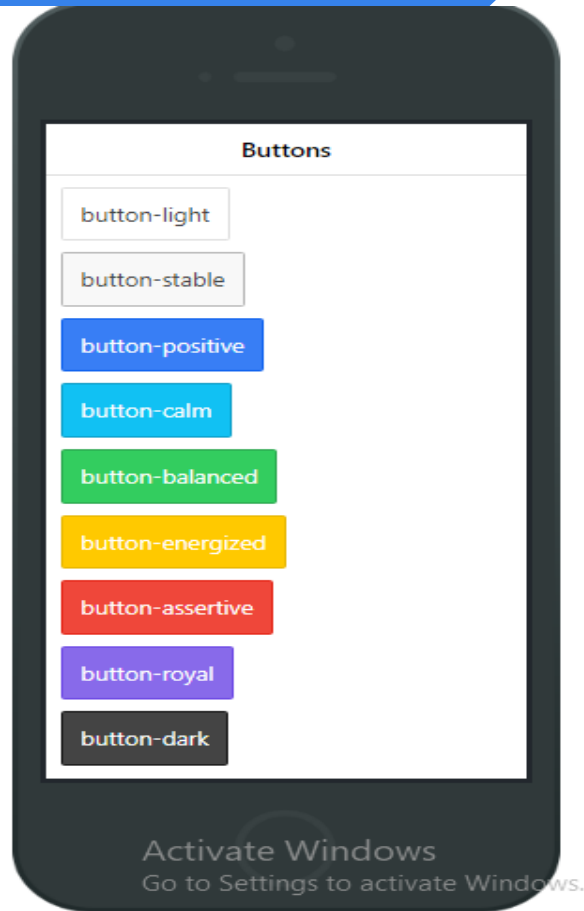 Buttons
button-light
button-stable
button-positive
button-calm
button-balanced
button-energized
button-assertive
button-royal
button-dark
Activate Windows
Go to Settings to activate Windows.